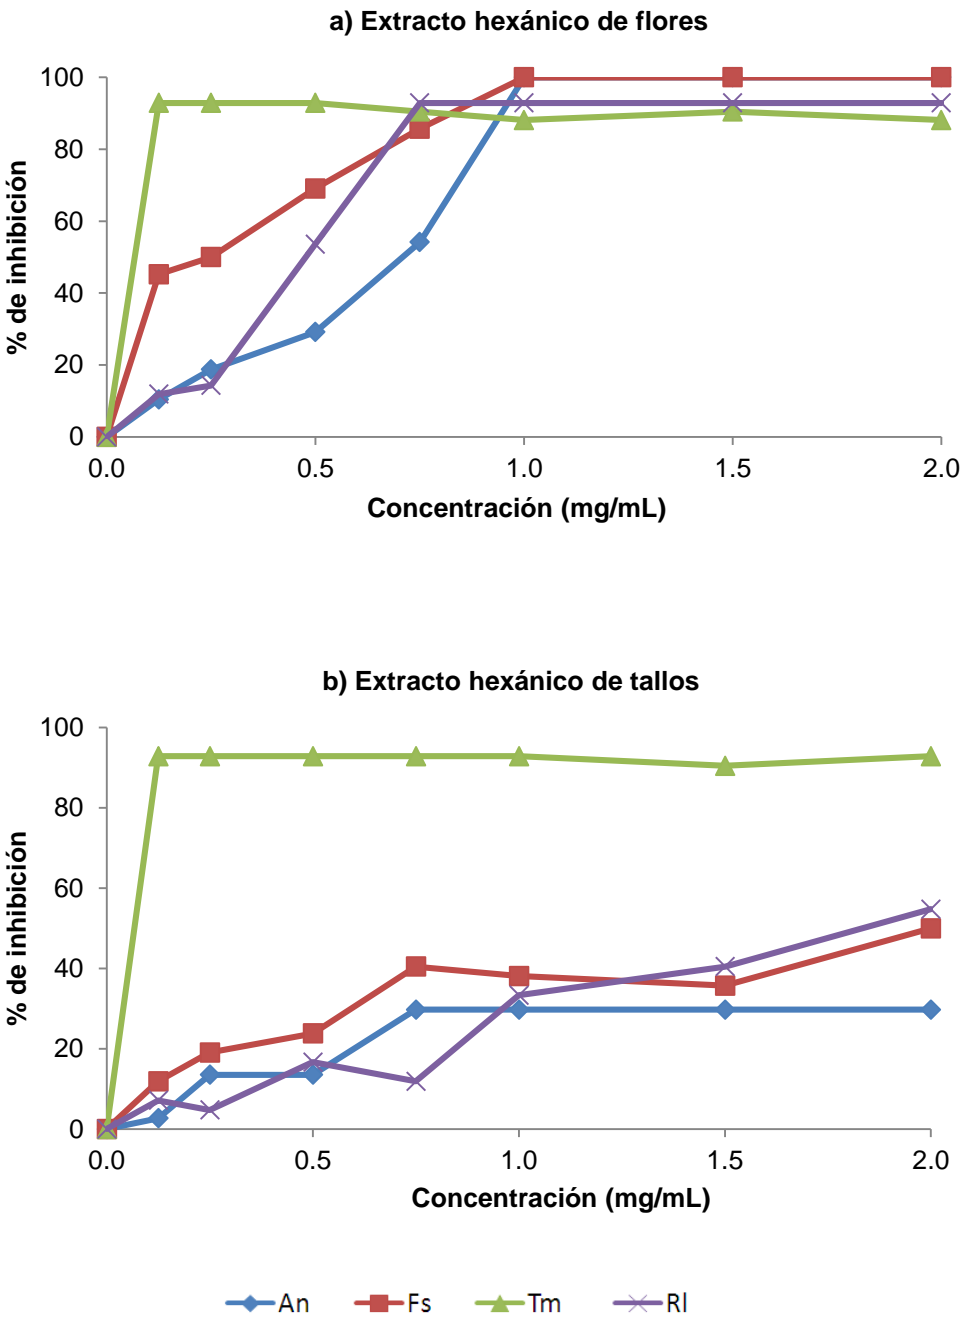 a) Extracto hexánico de flores
100
80
60
40
20
0
% de inhibición
0.0 0.5 1.0 1.5 2.0
Concentración (mg/mL)
b) Extracto hexánico de tallos
100
80
60
40
20
0
% de inhibición
0.0 0.5 1.0 1.5 2.0
Concentración (mg/mL)
An Fs Tm Rl